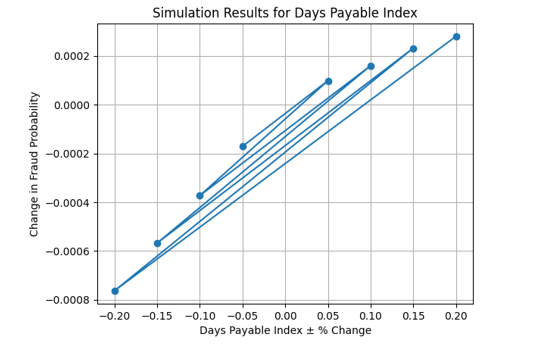 Simulation Results for Days Payable Index
Change in Fraud Probability
0.0002
0.0000
−0.0002
−0.0004
−0.0006
−0.0008
−0.20 −0.15 −0.10 −0.05 0.00 0.05 0.10 0.15 0.20
Days Payable Index ± % Change